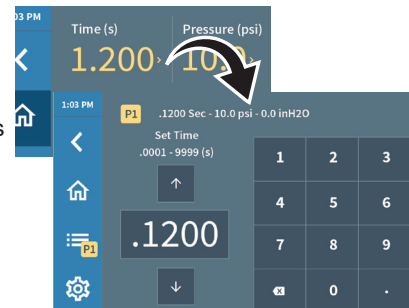 03 PM
Time (s) Pressure (psi)
1.200 10.0
s
1:03 PM
P1 .1200 Sec - 10.0 psi - 0.0 inH2O
Set Time
.0001 - 9999 (s)
1 2 3
4 5 6
.1200
P1
7 8 9
0 .